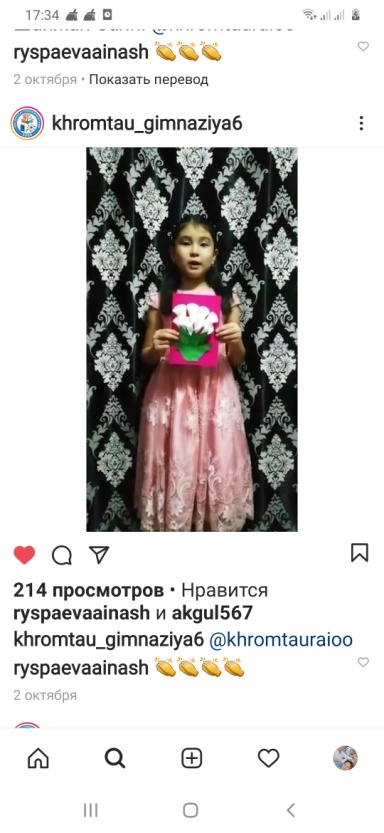 17:34
ryspaevaainash 👏👏👏
2 октября • Показать перевод
khromtau_gimnaziya6
214 просмотров • Нравится
ryspaevaainash и akgul567
khromtau_gimnaziya6 @khromtauraioo
ryspaevaainash 👏👏👏👏
2 октября